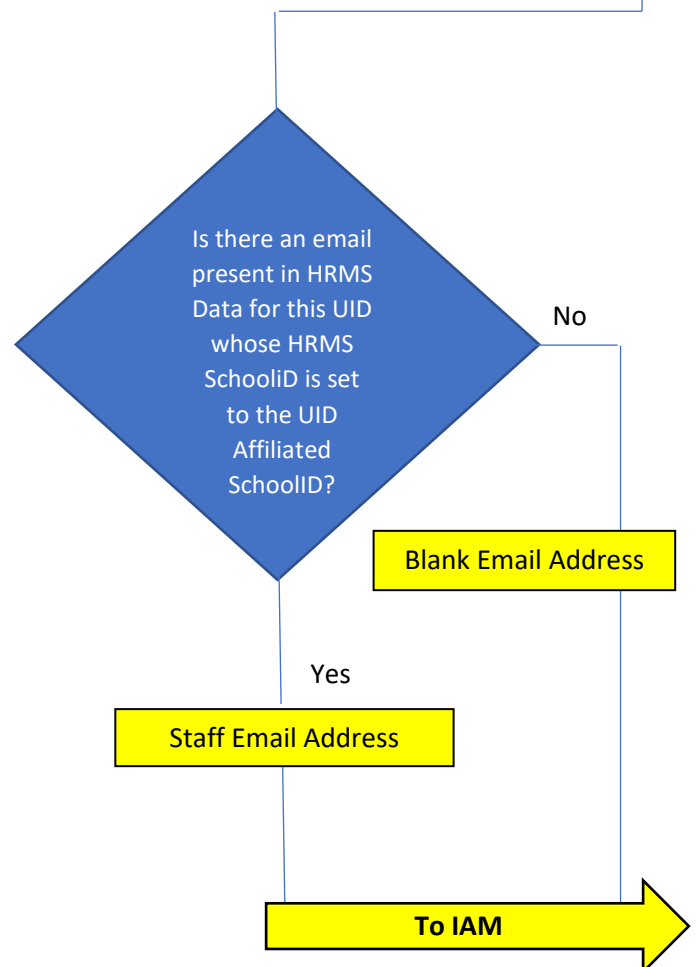 Is there an email
present in HRMS
Data for this UID
whose HRMS
SchooliD is set
to the UID
Affiliated
SchoolID?
No
Blank Email Address
Yes
Staff Email Address
To IAM